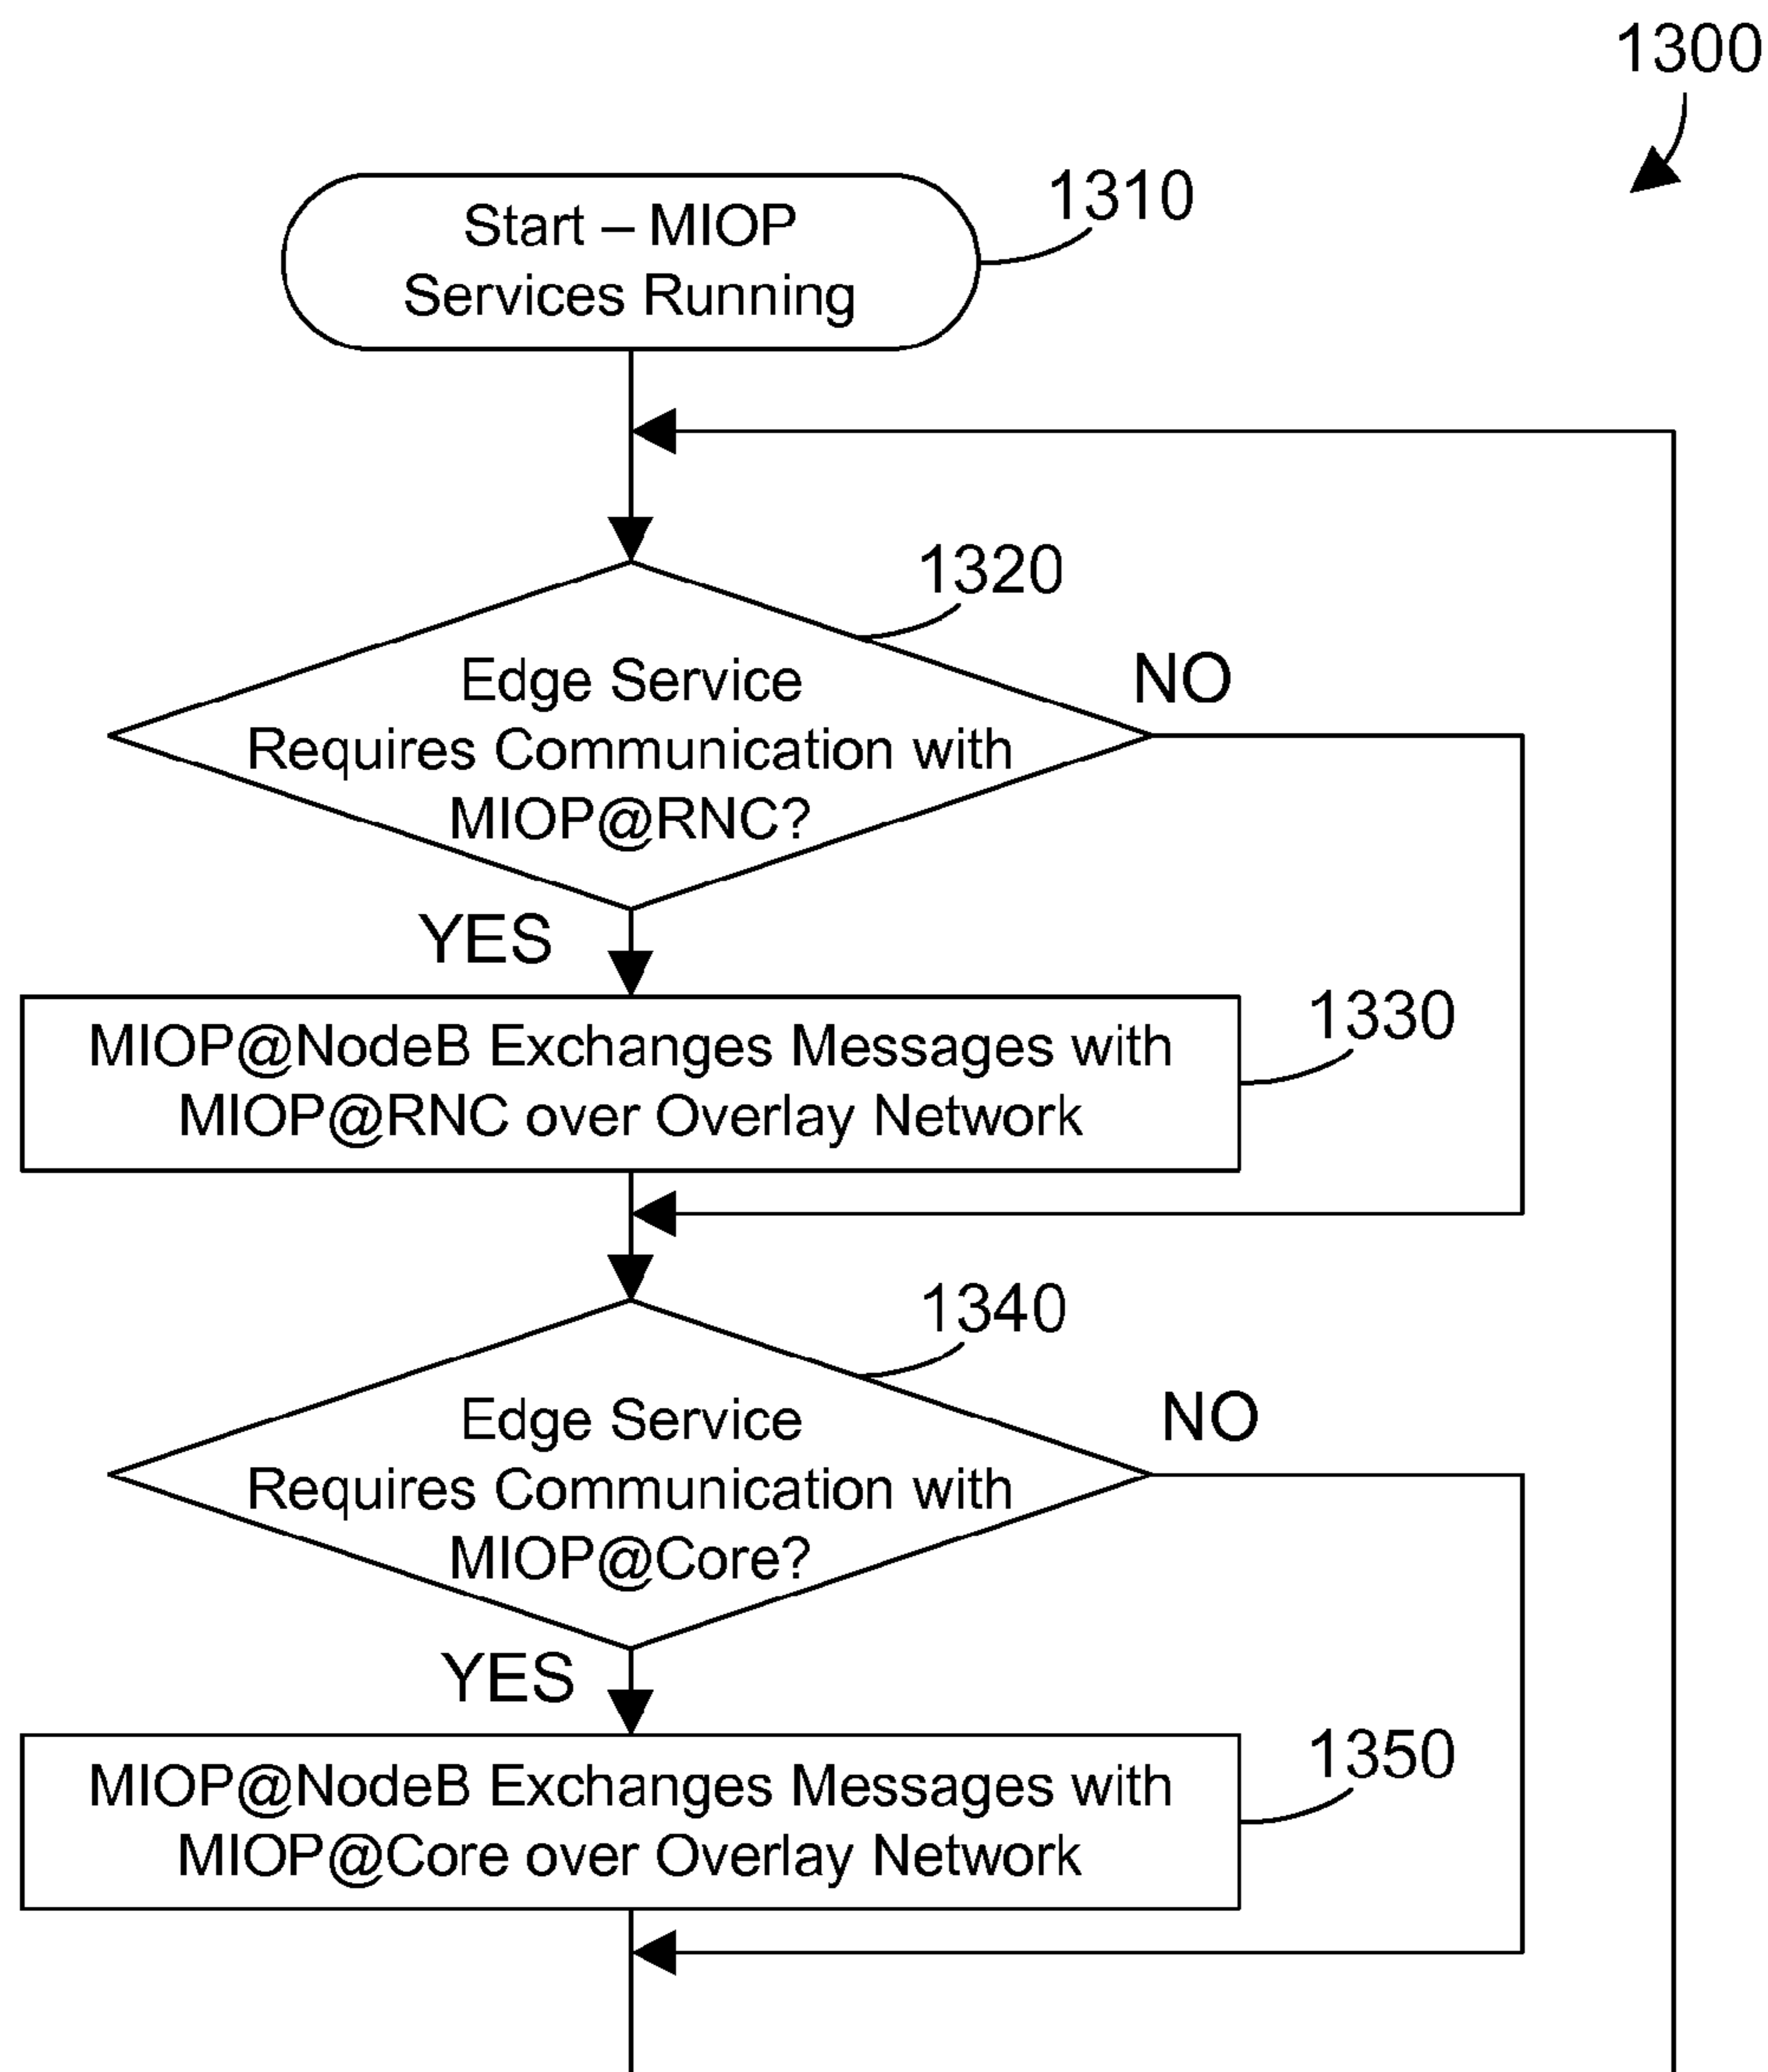 1300
Start – MIOP
Services Running
1310
1320
Edge Service
Requires Communication with
MIOP@RNC?
NO
YES
MIOP@NodeB Exchanges Messages with
MIOP@RNC over Overlay Network
1330
1340
Edge Service
Requires Communication with
MIOP@Core?
NO
YES
MIOP@NodeB Exchanges Messages with
MIOP@Core over Overlay Network
1350